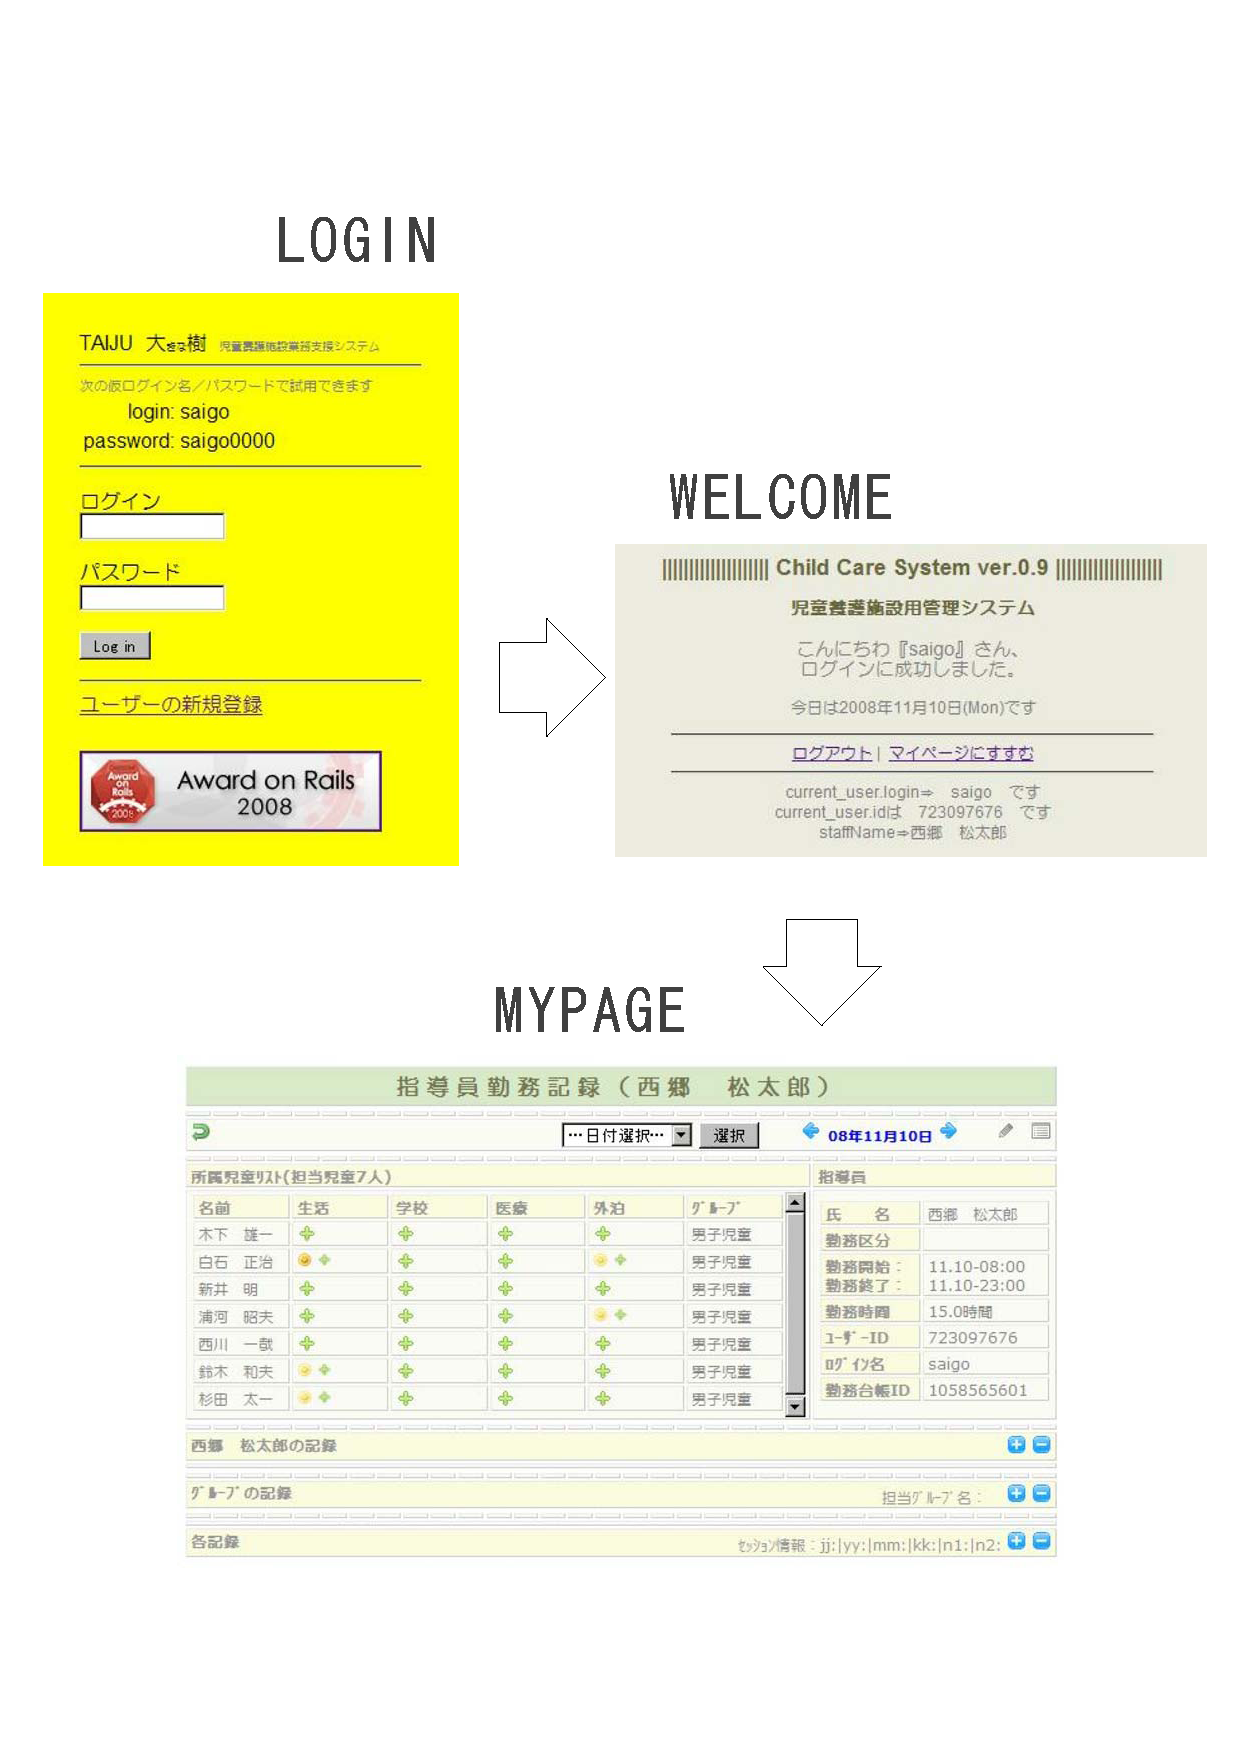 LOGIN
TAIJU 大きな樹 児童養護施設業務支援システム
次の仮ログイン名／パスワードで試用できます
login: saigo
password: saigo0000
ログイン
パスワード
Log in
ユーザーの新規登録
Award on Rails 2008
Award on Rails
2008
WELCOME
||||||||||||||||||| Child Care System ver.0.9 |||||||||||||||||||
児童養護施設用管理システム
こんにちわ『saigo』さん、
ログインに成功しました。
今日は2008年11月10日(Mon)です
ログアウト | マイページにすすむ
current_user.login⇒ saigo です
current_user.idは 723097676 です
staffName⇒西郷 松太郎
MYPAGE
指導員勤務記録（西郷 松太郎）
…日付選択… 選択 08年11月10日
所属児童ﾘｽﾄ(担当児童7人) 指導員
名前 生活 学校 医療 外泊 ｸﾞﾙｰﾌﾟ
木下 雄一 男子児童
白石 正治 男子児童
新井 明 男子児童
浦河 昭夫 男子児童
西川 一哉 男子児童
鈴木 和夫 男子児童
杉田 太一 男子児童
氏 名 西郷 松太郎
勤務区分
勤務開始： 11.10-08:00
勤務終了： 11.10-23:00
勤務時間 15.0時間
ﾕｰｻﾞｰID 723097676
ﾛｸﾞｲﾝ名 saigo
勤務台帳ID 1058565601
西郷 松太郎の記録
ｸﾞﾙｰﾌﾟの記録 担当ｸﾞﾙｰﾌﾟ名：
各記録 ｾｯｼｮﾝ情報：jj:|yy:|mm:|kk:|n1:|n2: